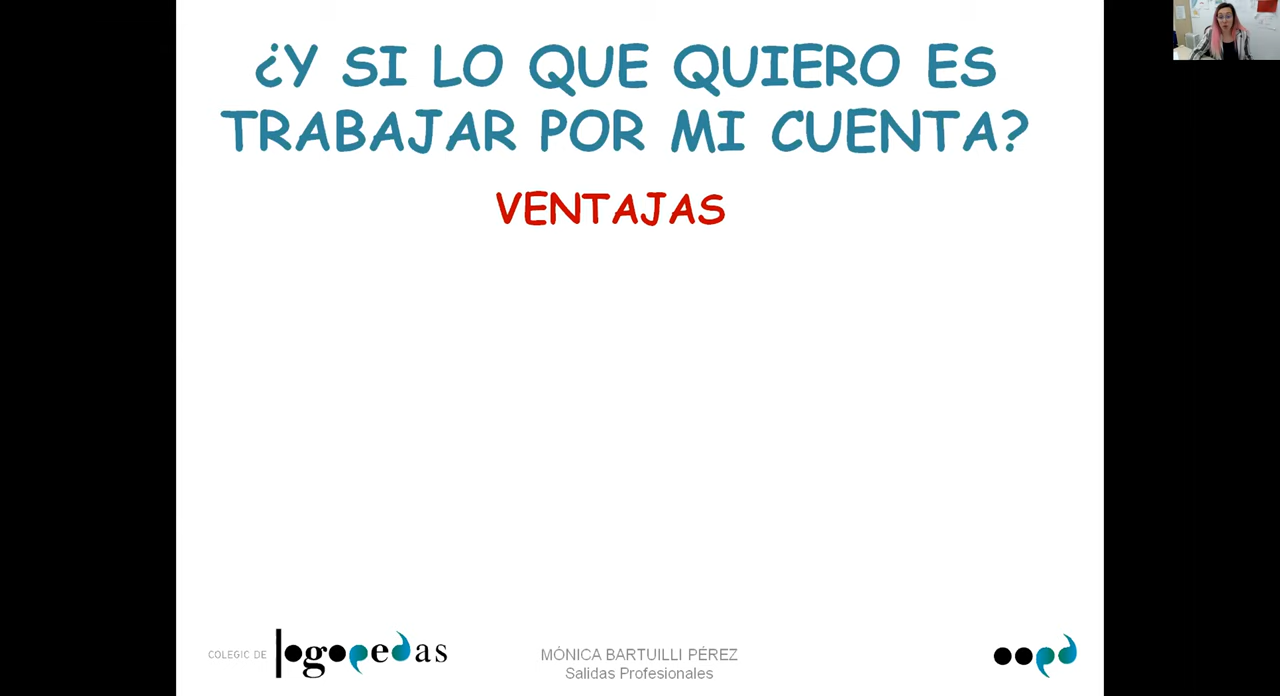 ¿Y SI LO QUE QUIERO ES
TRABAJAR POR MI CUENTA?
VENTAJAS
COLEGIC DE logopedas
MÓNICA BARTUILLI PÉREZ
Salidas Profesionales